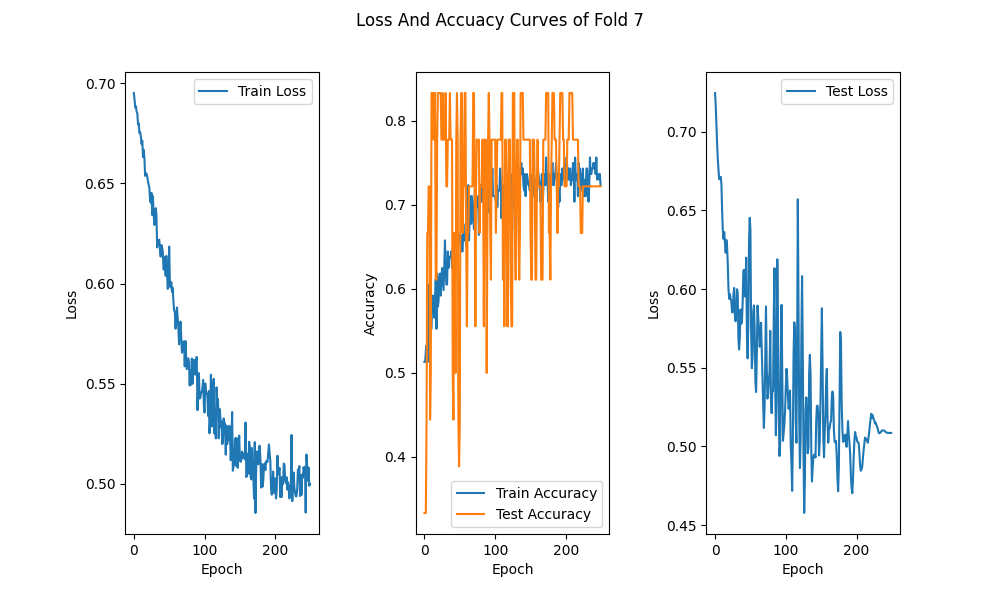 Loss And Accuacy Curves of Fold 7
0.70
0.65
0.60
0.55
0.50
Loss
0
100
200
Epoch
Train Loss
0.8
0.7
0.6
0.5
0.4
Accuracy
0
100
200
Epoch
Train Accuracy
Test Accuracy
0.70
0.65
0.60
0.55
0.50
0.45
Loss
0
100
200
Epoch
Test Loss